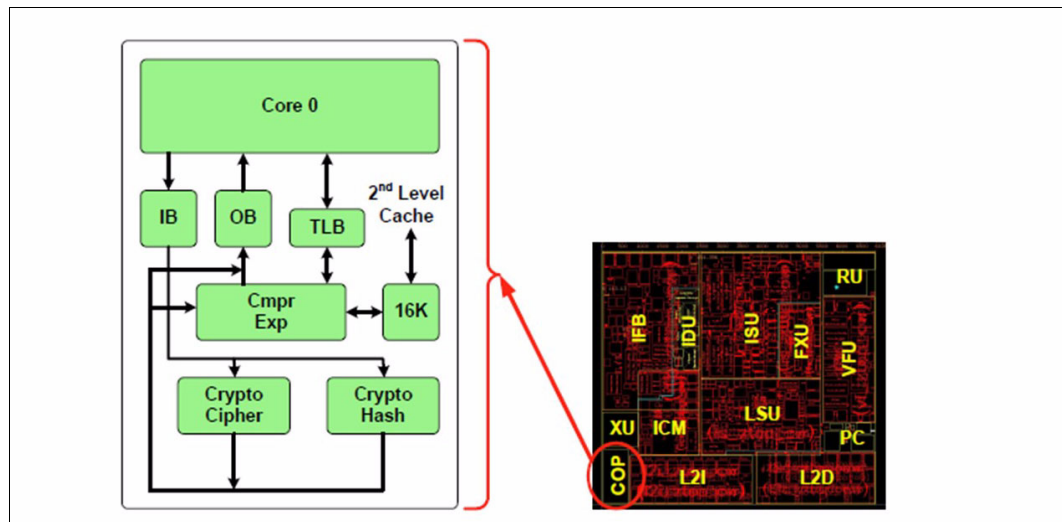 Core 0
IB
OB
TLB
2nd Level
Cache
Cmpr
Exp
16K
Crypto
Cipher
Crypto
Hash
RU
IFB
IDU
ISU
FXU
VFU
XU
ICM
LSU
PC
COP
L2I
L2D